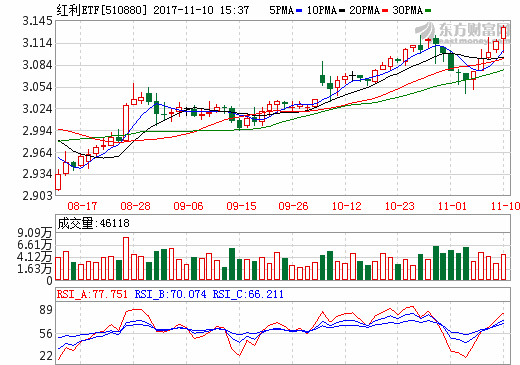 红利ETF[510880] 2017-11-10 15:37 5PMA 10PMA 20PMA 30PMA
东方财富网
eastmoney.com
3.145
3.114
3.084
3.054
3.024
2.994
2.964
2.934
2.903
08-17 08-28 09-06 09-15 09-26 10-12 10-23 11-01 11-10
成交量:46118
9.09万
6.61万
4.12万
1.63万
0
RSI_A:77.751 RSI_B:70.074 RSI_C:66.211
89
56
22